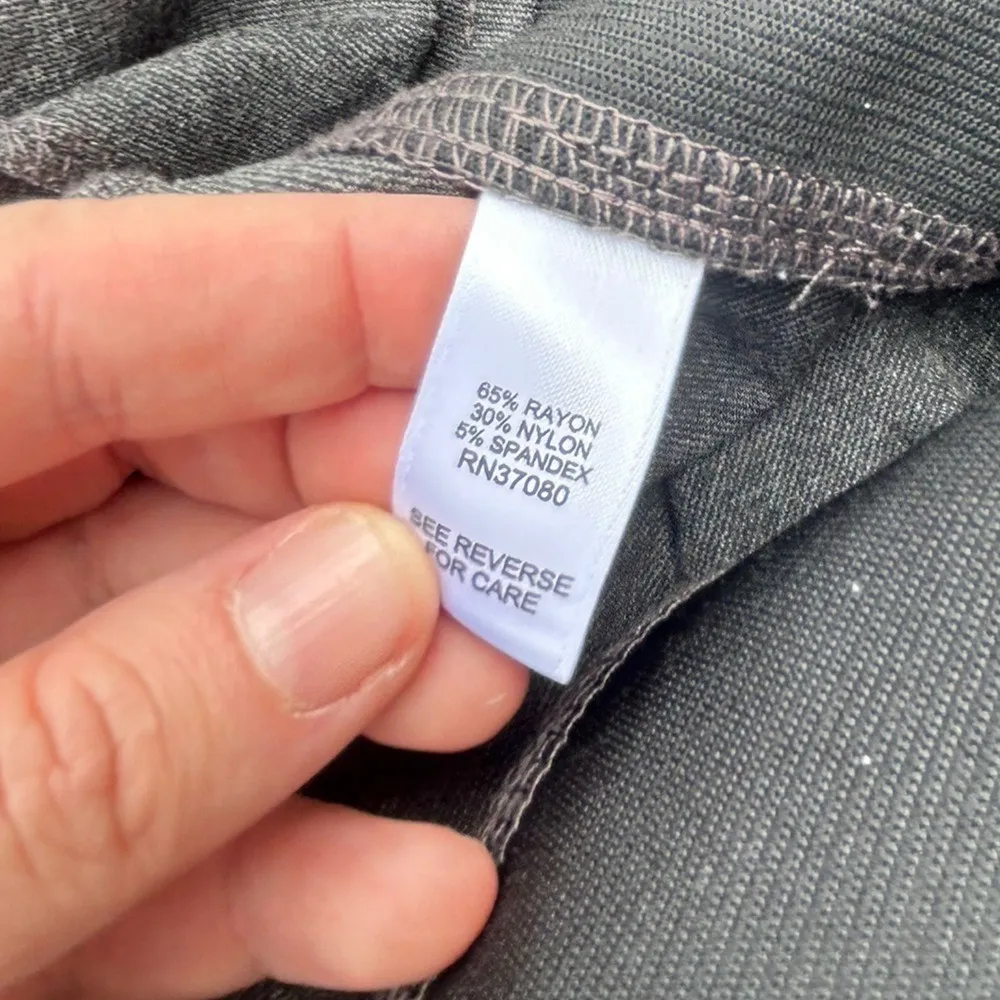 65% RAYON
30% NYLON
5% SPANDEX
RN37080
SEE REVERSE
FOR CARE